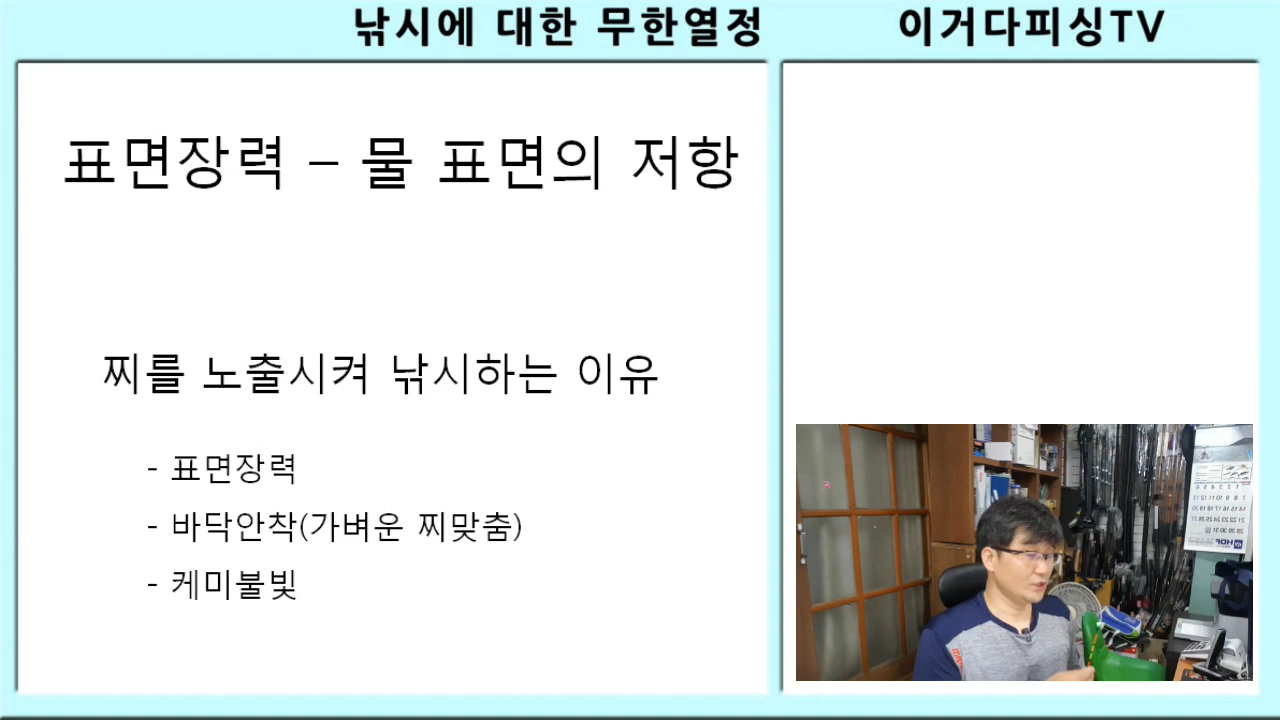 낚시에 대한 무한열정
이거다피싱TV
표면장력 – 물 표면의 저항
찌를 노출시켜 낚시하는 이유
- 표면장력
- 바닥안착(가벼운 찌맞춤)
- 케미불빛